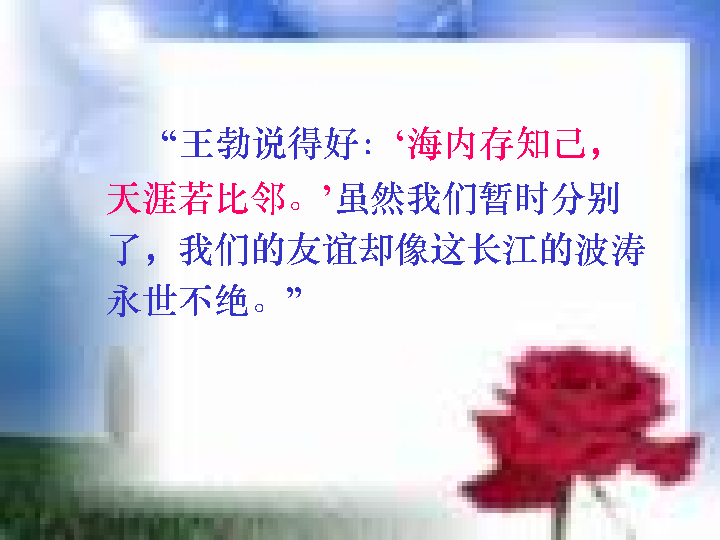 “王勃说得好：‘海内存知己，
天涯若比邻。’虽然我们暂时分别
了，我们的友谊却像这长江的波涛
永世不绝。”